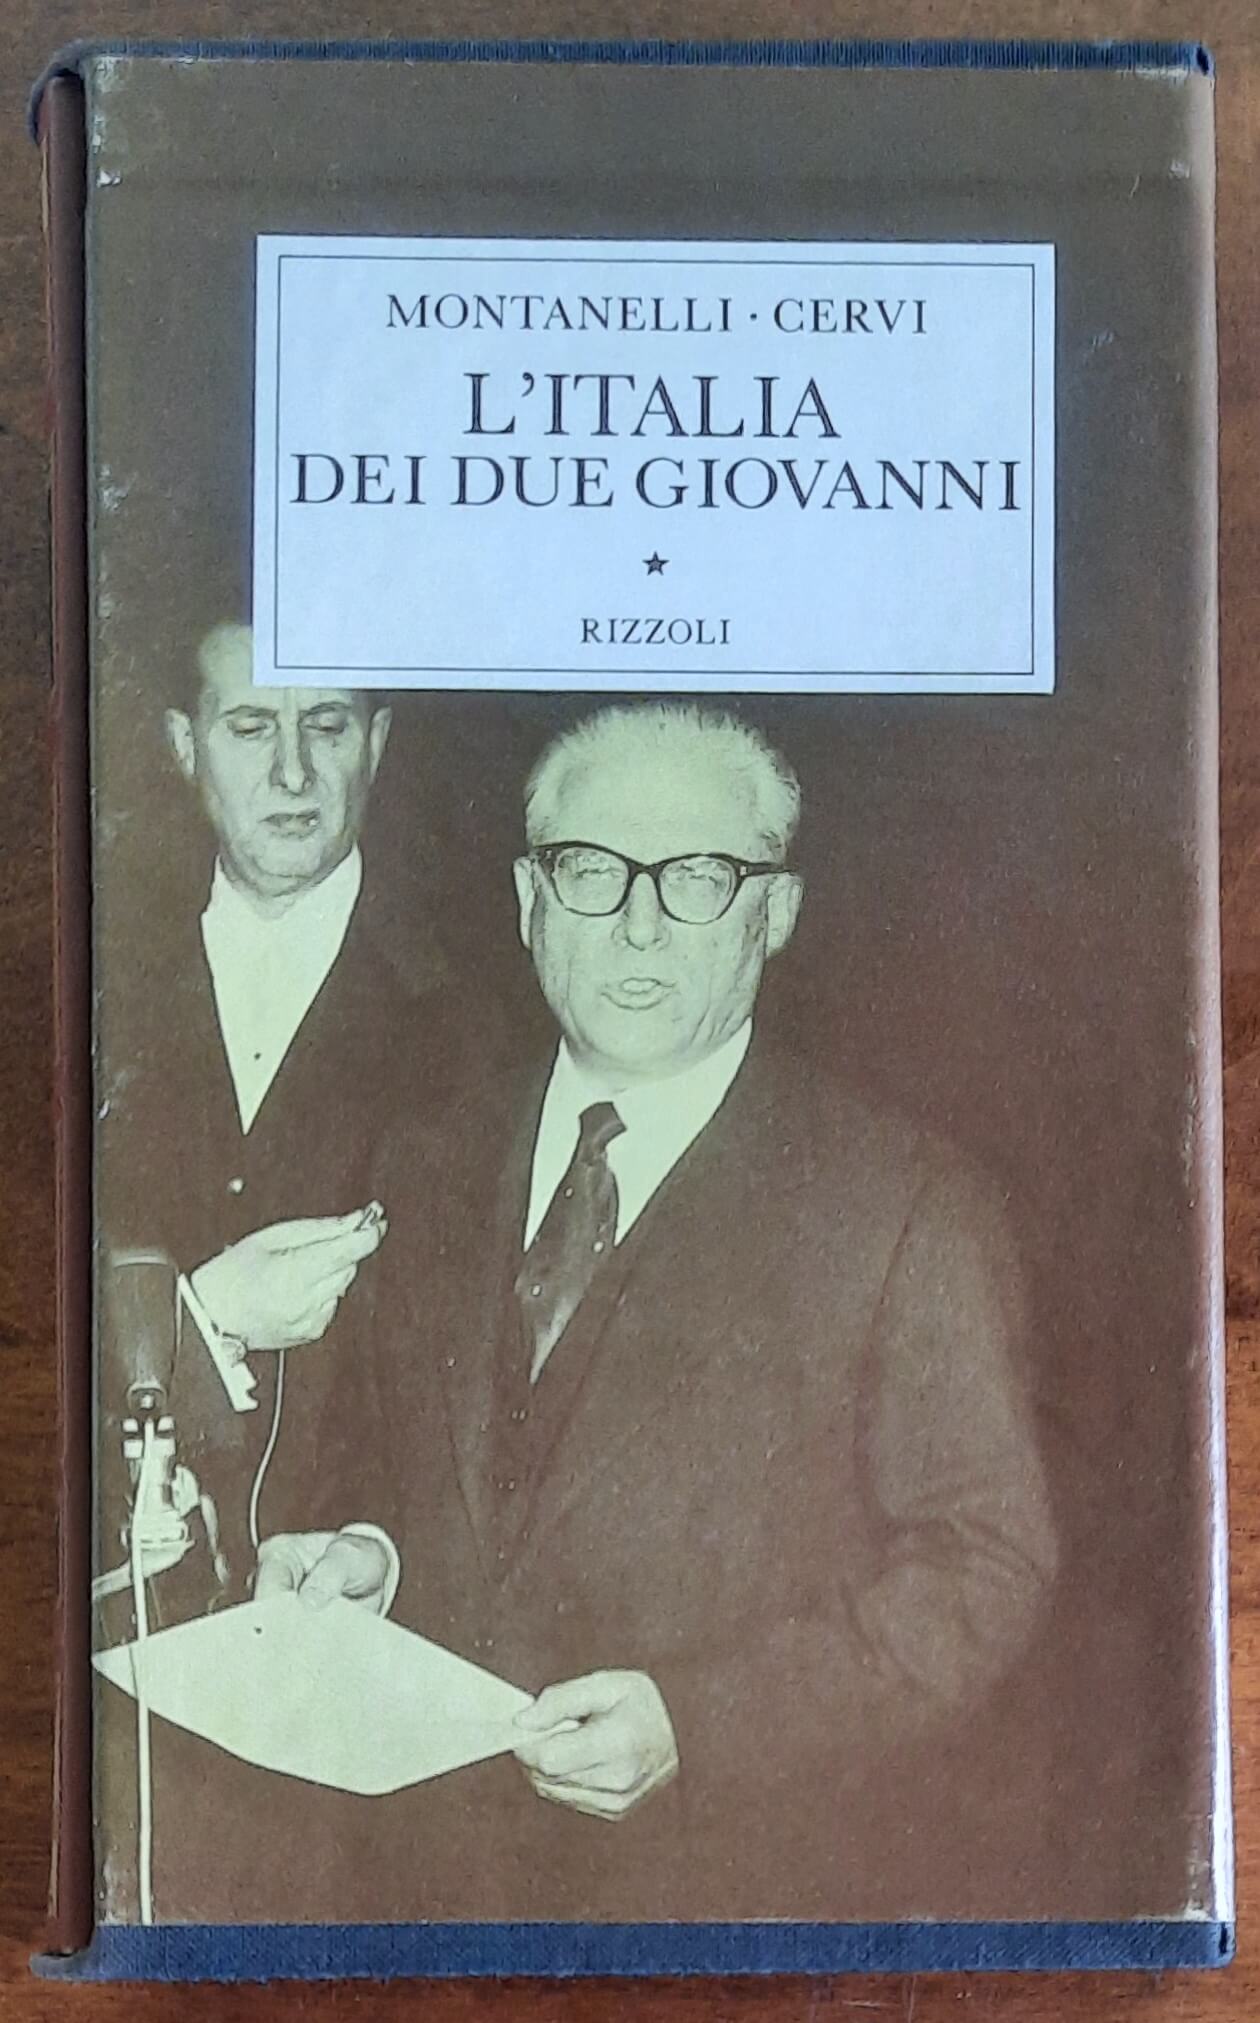 MONTANELLI · CERVI
L'ITALIA
DEI DUE GIOVANNI
★
RIZZOLI